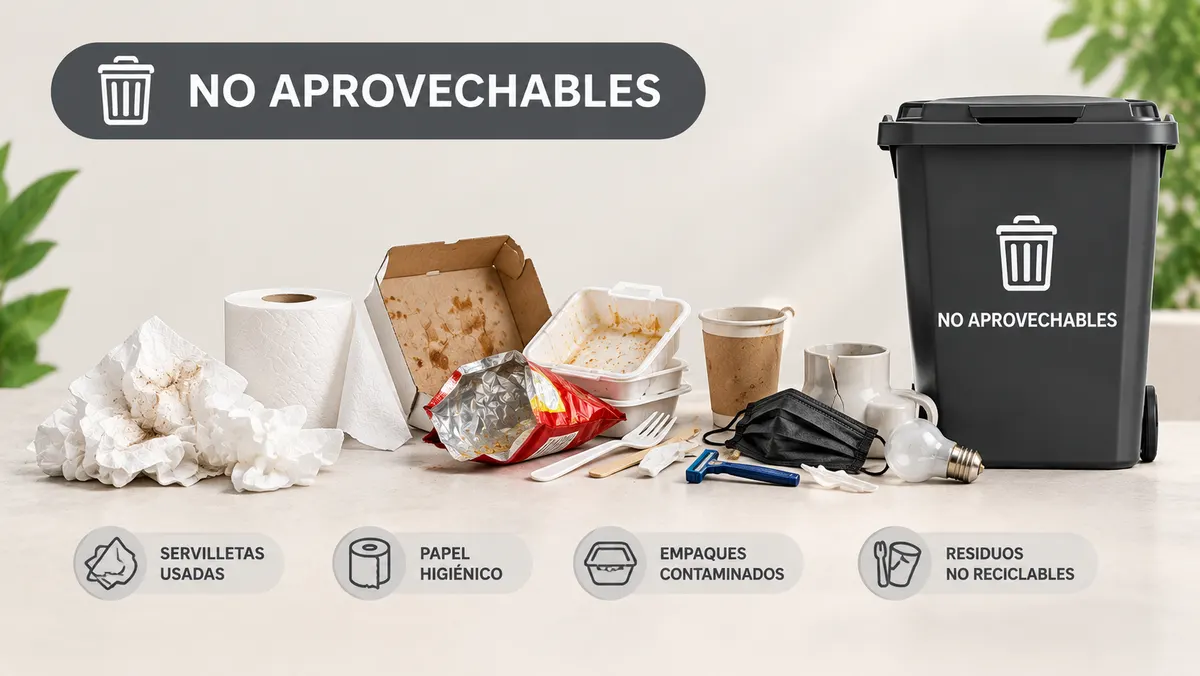 NO APROVECHABLES
NO APROVECHABLES
SERVILLETAS
USADAS
PAPEL
HIGIÉNICO
EMPAQUES
CONTAMINADOS
RESIDUOS
NO RECICLABLES